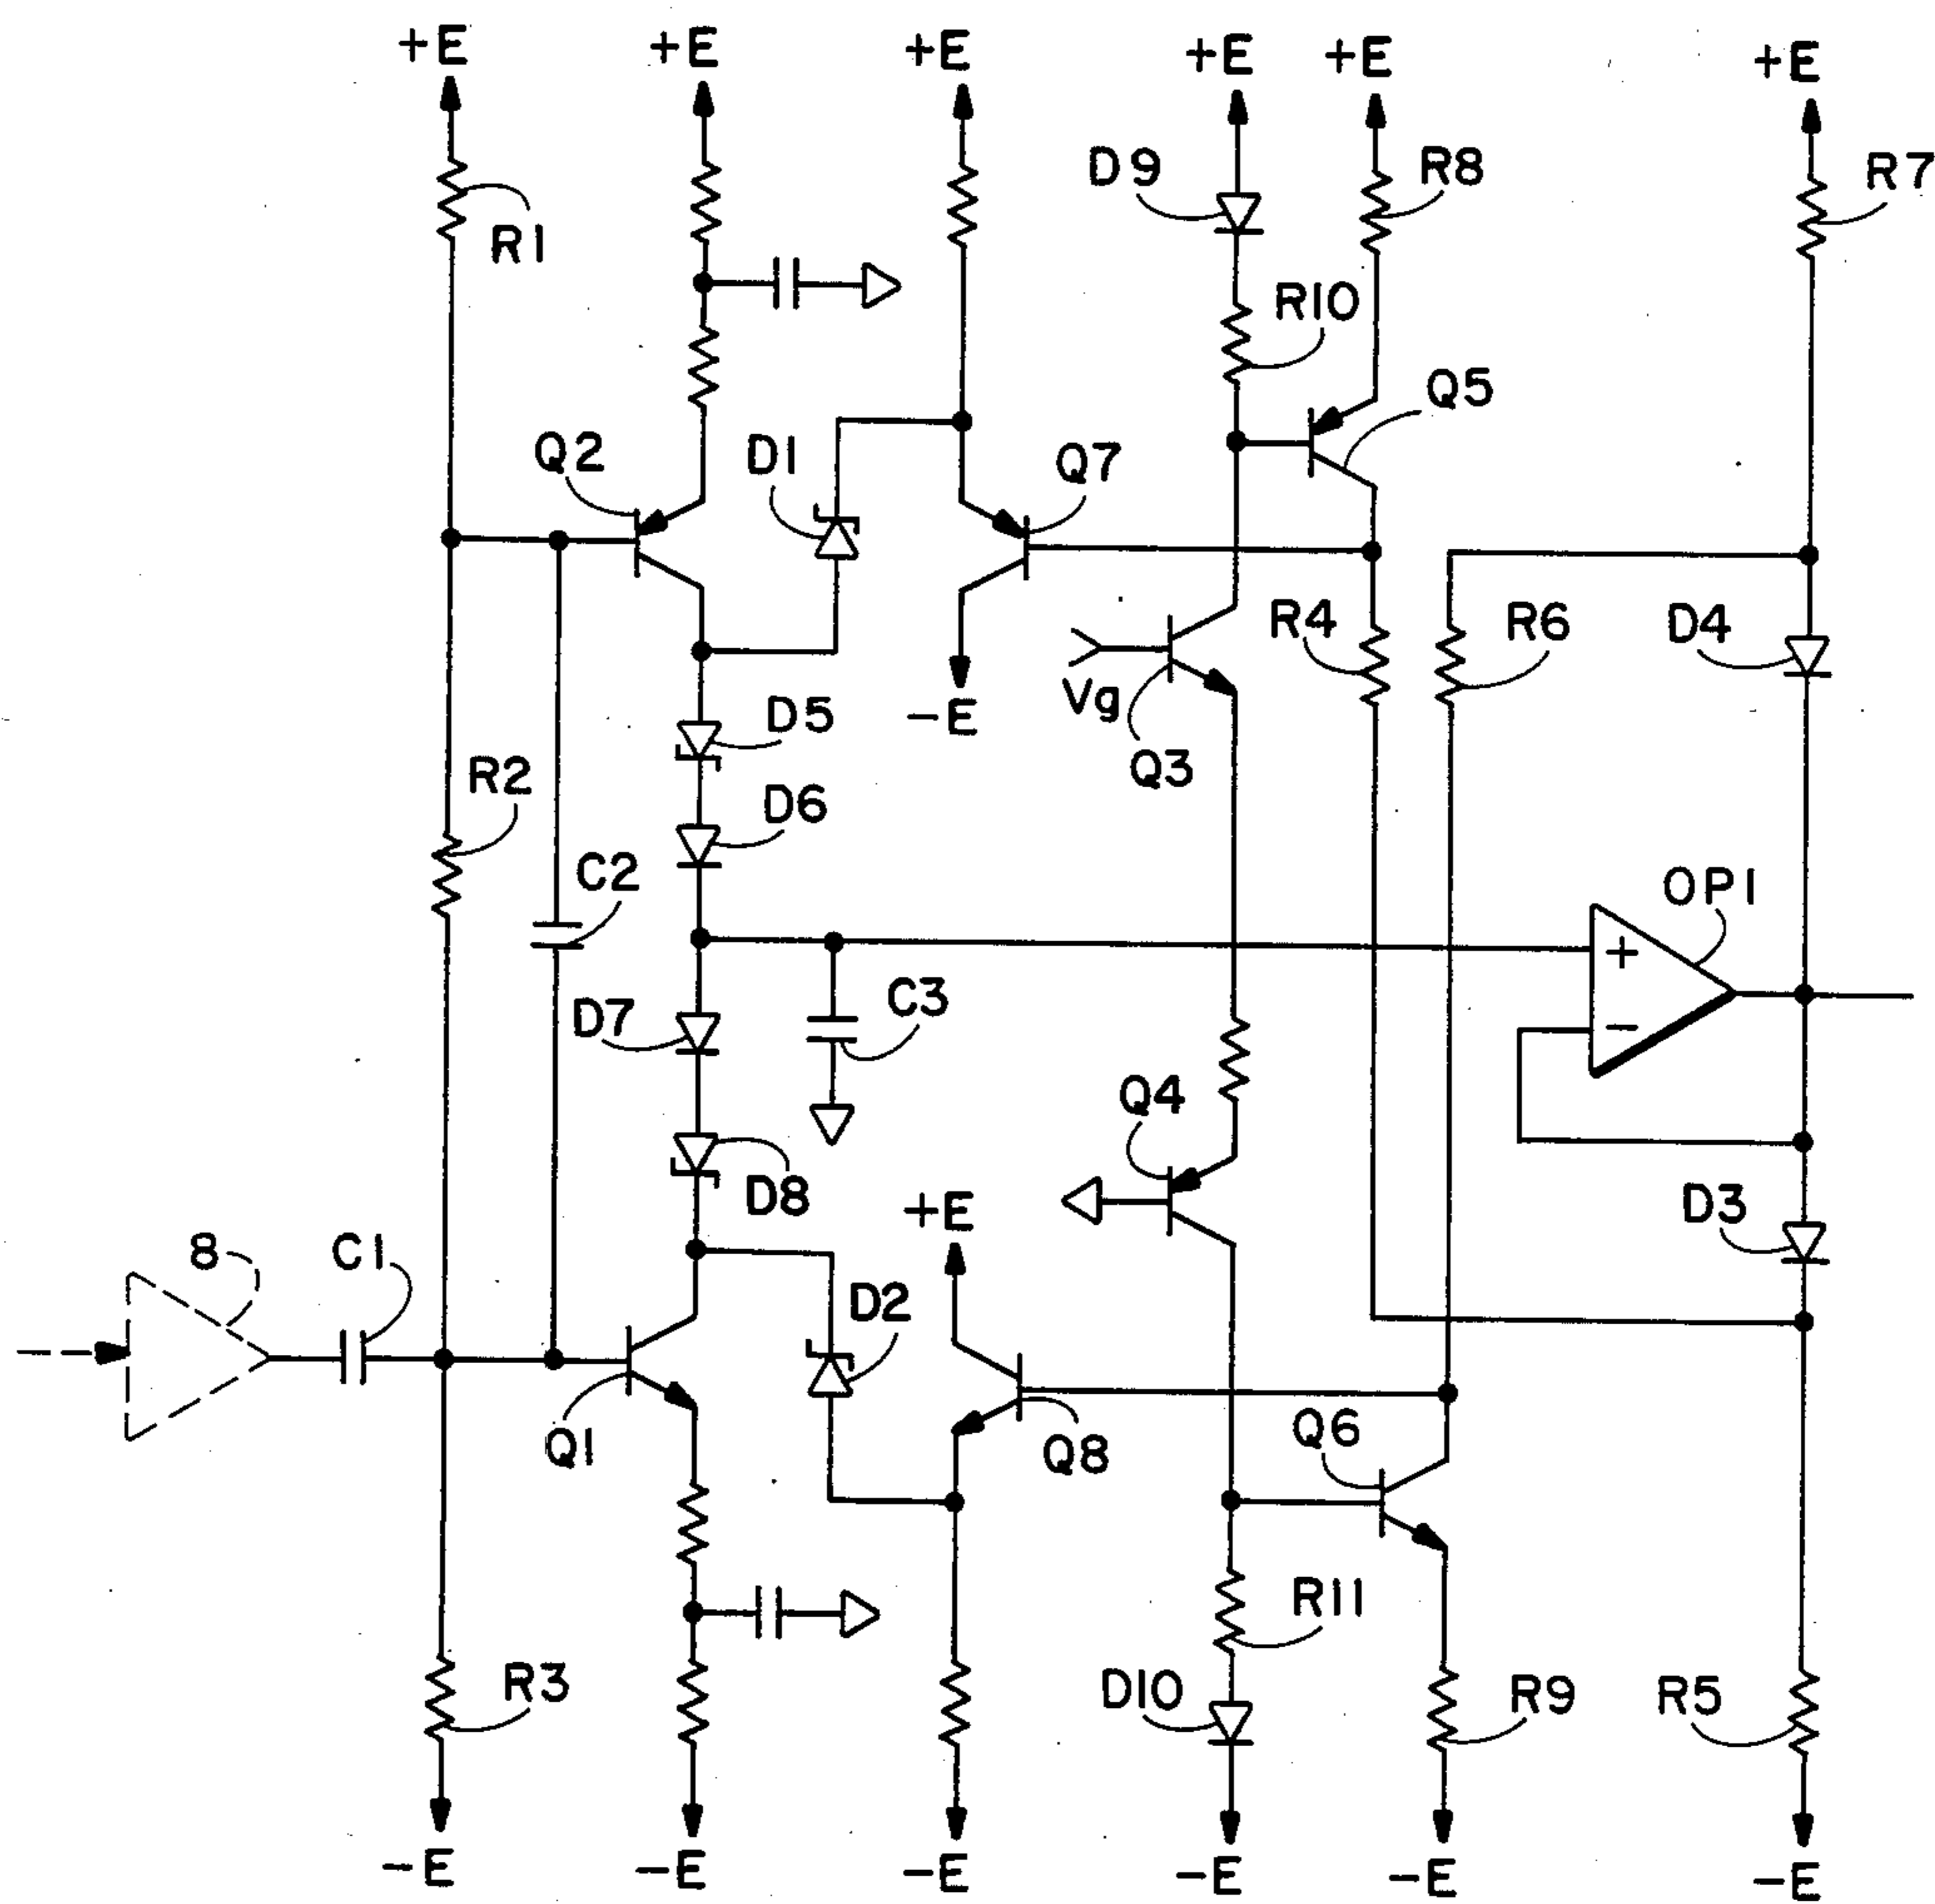 +E
+E
+E
+E
+E
+E
D9
R8
R7
R1
R10
Q5
Q2
D1
Q7
R4
R6
D4
Vg
D5
-E
Q3
R2
D6
C2
OP1
+
D7
C3
-
Q4
D8
+E
D3
8
C1
D2
Q1
Q8
Q6
R11
R3
D10
R9
R5
-E
-E
-E
-E
-E
-E